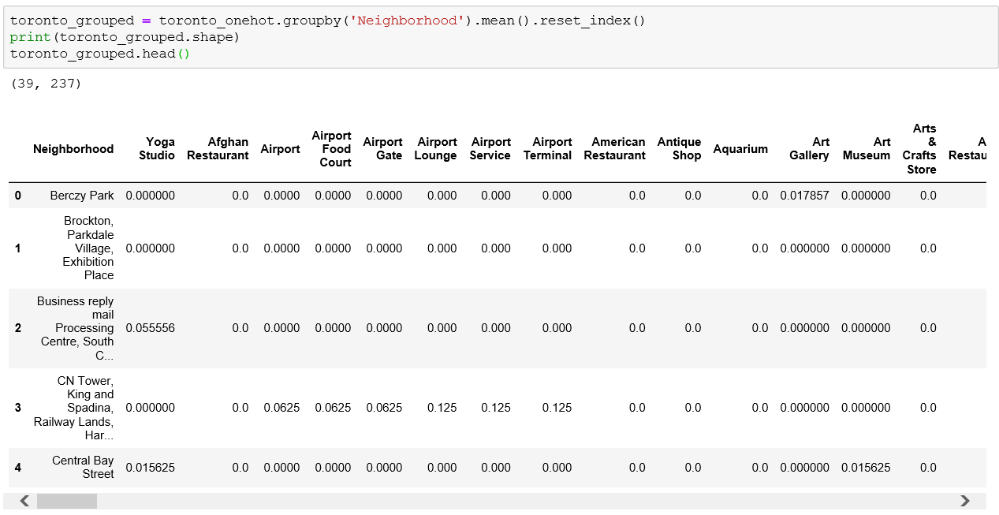 toronto_grouped = toronto_onehot.groupby('Neighborhood').mean().reset_index()
print(toronto_grouped.shape)
toronto_grouped.head()
(39, 237)
Neighborhood Yoga Studio Afghan Restaurant Airport Airport Food Court Airport Gate Airport Lounge Airport Service Airport Terminal American Restaurant Antique Shop Aquarium Art Gallery Art Museum Arts & Crafts Store A Restau
0 Berczy Park 0.000000 0.0 0.0000 0.0000 0.0000 0.000 0.000 0.000 0.0 0.0 0.0 0.017857 0.000000 0.0
1 Brockton, Parkdale Village, Exhibition Place 0.000000 0.0 0.0000 0.0000 0.0000 0.000 0.000 0.000 0.0 0.0 0.0 0.000000 0.000000 0.0
2 Business reply mail Processing Centre, South C... 0.055556 0.0 0.0000 0.0000 0.0000 0.000 0.000 0.000 0.0 0.0 0.0 0.000000 0.000000 0.0
3 CN Tower, King and Spadina, Railway Lands, Har... 0.000000 0.0 0.0625 0.0625 0.0625 0.125 0.125 0.125 0.0 0.0 0.0 0.000000 0.000000 0.0
4 Central Bay Street 0.015625 0.0 0.0000 0.0000 0.0000 0.000 0.000 0.000 0.0 0.0 0.0 0.000000 0.015625 0.0